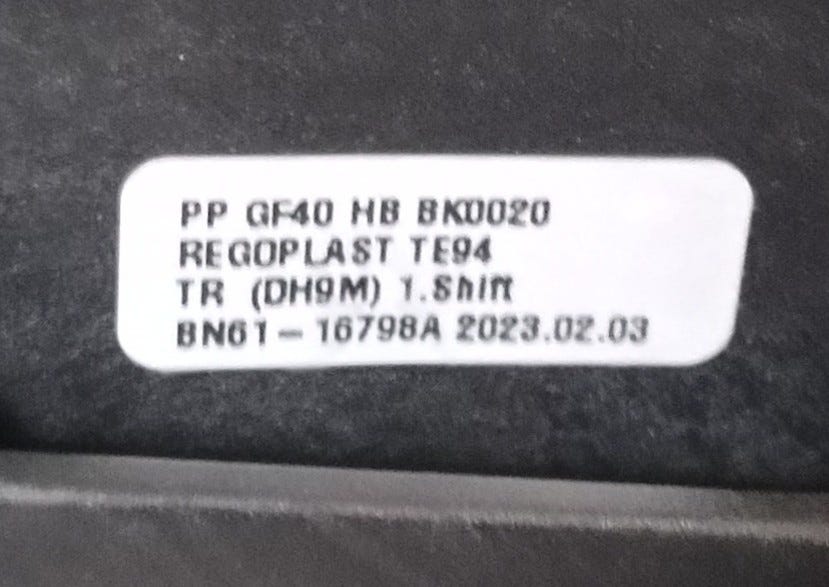 PP GF40 HB BK0020
REGOPLAST TE94
TR (DH9M) 1.Shift
BN61-16798A 2023.02.03